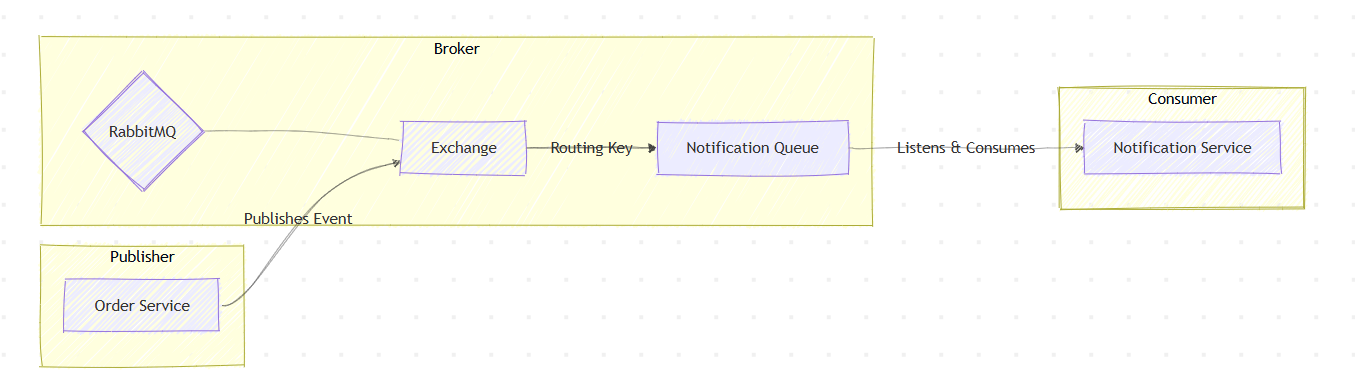 Broker
RabbitMQ
Exchange
Routing Key
Notification Queue
Listens & Consumes
Consumer
Notification Service
Publishes Event
Publisher
Order Service